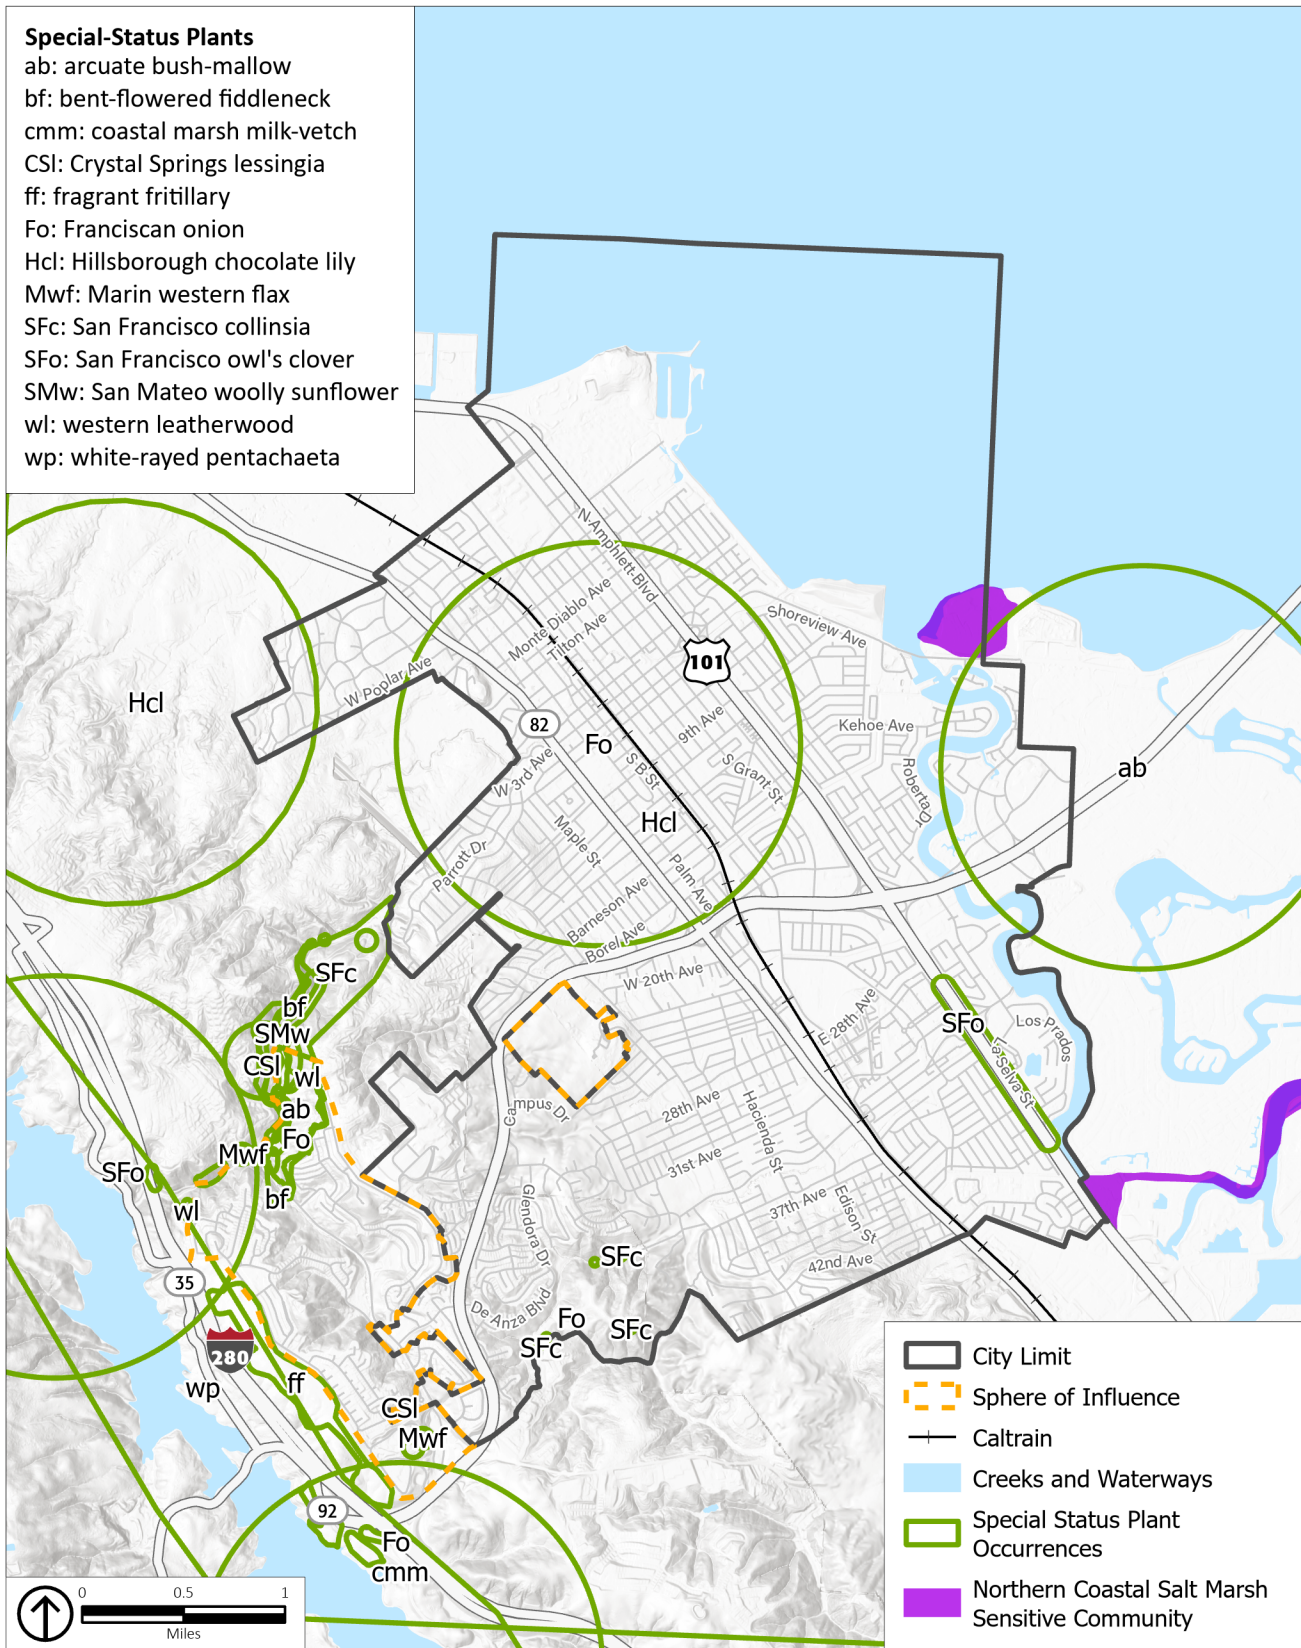 Special-Status Plants
ab: arcuate bush-mallow
bf: bent-flowered fiddleneck
cmm: coastal marsh milk-vetch
CSl: Crystal Springs lessingia
ff: fragrant fritillary
Fo: Franciscan onion
Hcl: Hillsborough chocolate lily
Mwf: Marin western flax
SFc: San Francisco collinsia
SFo: San Francisco owl's clover
SMw: San Mateo woolly sunflower
wl: western leatherwood
wp: white-rayed pentachaeta
N Amphlett Blvd
Monte Diablo Ave
Tilton Ave
Shoreview Ave
101
W Poplar Ave
Hcl
82
9th Ave
Kehoe Ave
Fo
S B St
S Grant St
ab
W 3rd Ave
Roberta Dr
Hcl
Maple St
Parrott Dr
Palm Ave
Barneson Ave
Borel Ave
SFc
W 20th Ave
bf
SMw
E 28th Ave
SFo
Los Prados
CSl
wl
La Selva St
ab
Campus Dr
28th Ave
Hacienda St
Fo
Mwf
SFo
31st Ave
bf
wl
Glendora Dr
37th Ave
Edison St
SFc
42nd Ave
35
De Anza Blvd
Fo
SFc
SFc
280
wp
ff
CSl
Mwf
92
Fo
cmm
City Limit
Sphere of Influence
Caltrain
Creeks and Waterways
Special Status Plant
Occurrences
Northern Coastal Salt Marsh
Sensitive Community
0 0.5 1
Miles